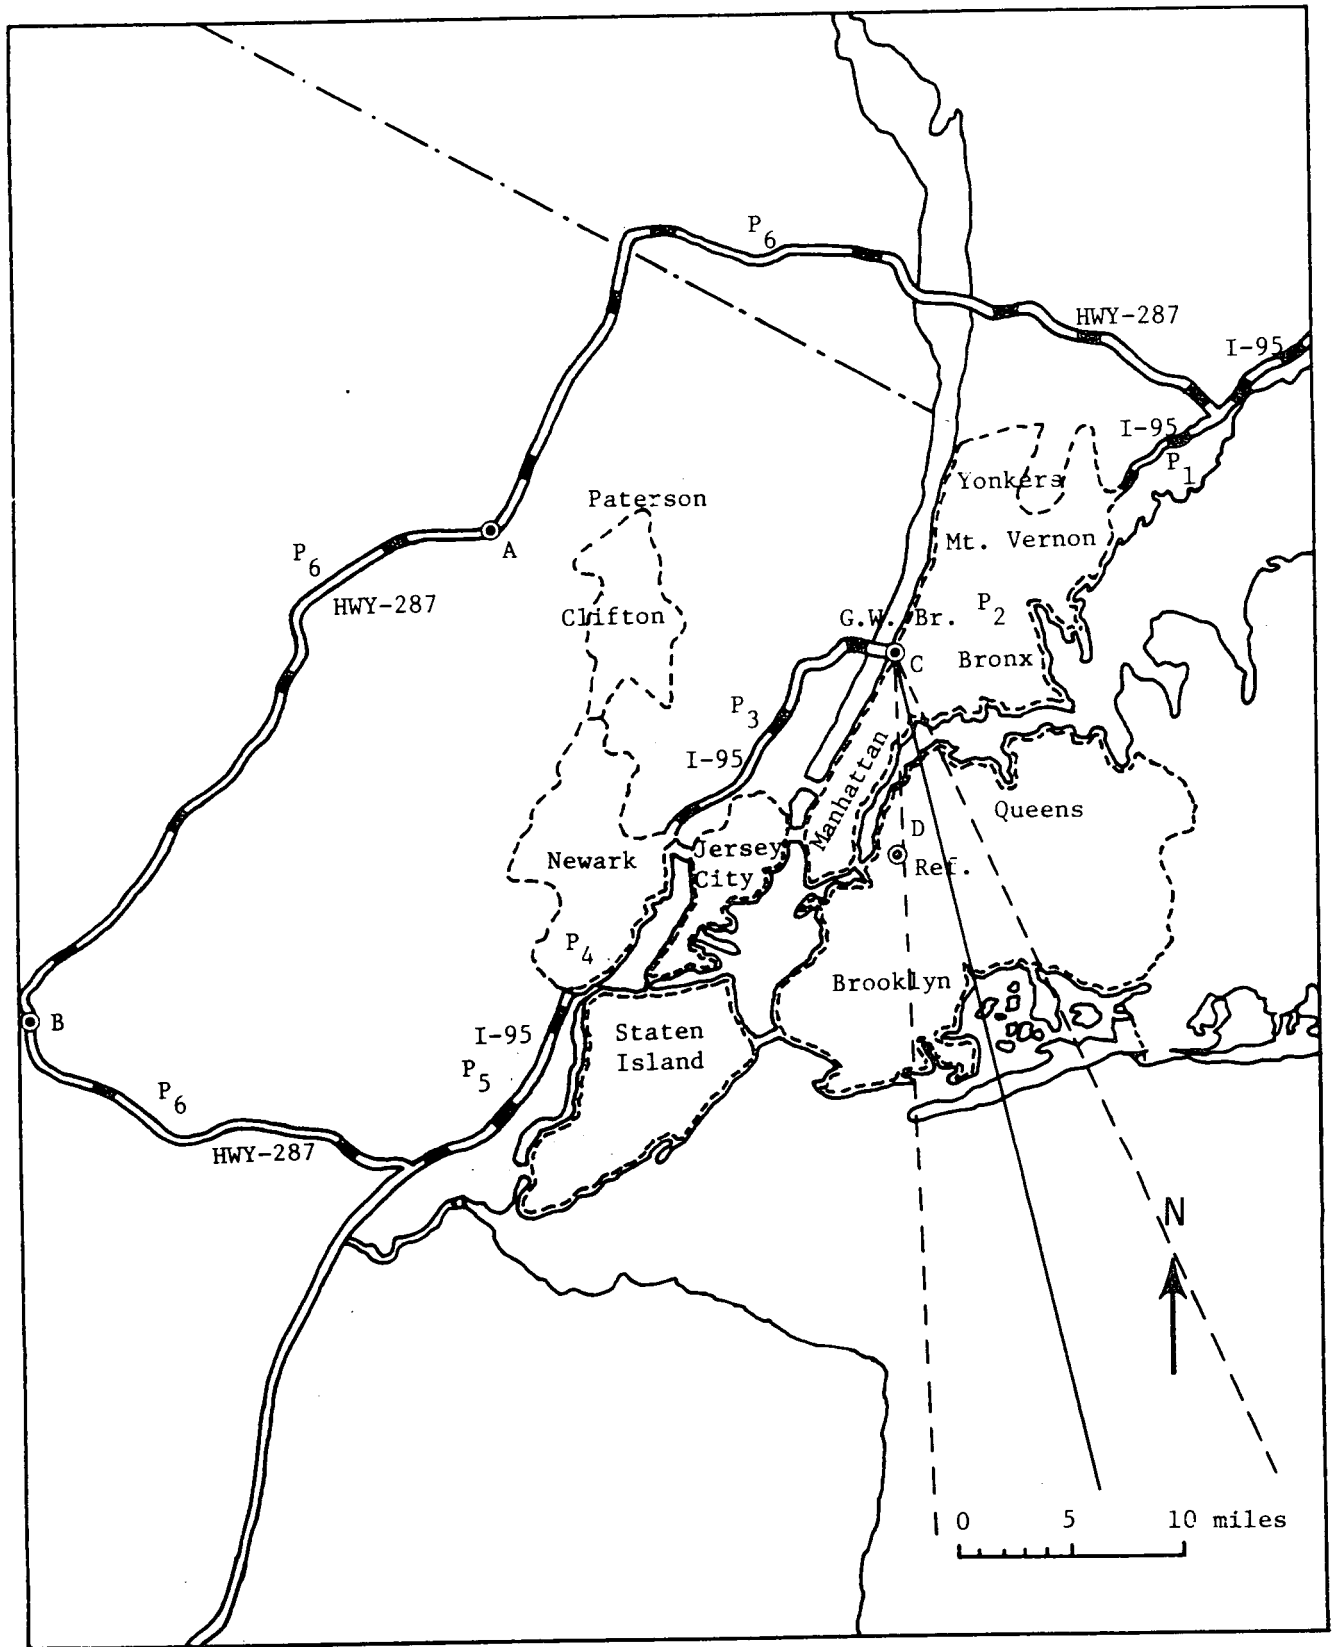 P6
HWY-287
I-95
I-95
P1
Yonkers
Paterson
Mt. Vernon
A
P6
HWY-287
Clifton
G.W. Br.
P2
C
Bronx
P3
I-95
Manhattan
Queens
D
Ref.
Newark
Jersey
City
P4
Brooklyn
B
I-95
Staten
Island
P5
P6
HWY-287
N
0 5 10 miles